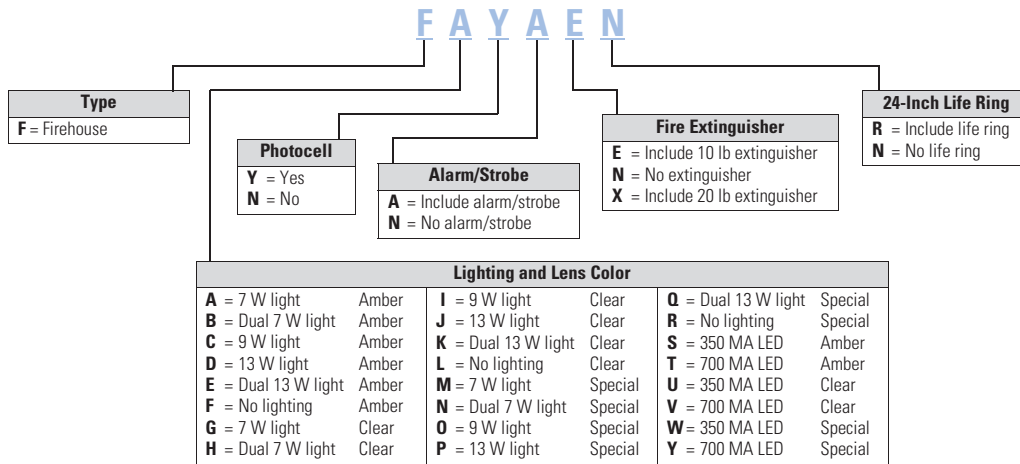 F A Y A E N
Type
F = Firehouse
Photocell
Y = Yes
N = No
Alarm/Strobe
A = Include alarm/strobe
N = No alarm/strobe
Fire Extinguisher
E = Include 10 lb extinguisher
N = No extinguisher
X = Include 20 lb extinguisher
24-Inch Life Ring
R = Include life ring
N = No life ring
Lighting and Lens Color
A = 7 W light Amber
B = Dual 7 W light Amber
C = 9 W light Amber
D = 13 W light Amber
E = Dual 13 W light Amber
F = No lighting Amber
G = 7 W light Clear
H = Dual 7 W light Clear
I = 9 W light Clear
J = 13 W light Clear
K = Dual 13 W light Clear
L = No lighting Clear
M = 7 W light Special
N = Dual 7 W light Special
O = 9 W light Special
P = 13 W light Special
Q = Dual 13 W light Special
R = No lighting Special
S = 350 MA LED Amber
T = 700 MA LED Amber
U = 350 MA LED Clear
V = 700 MA LED Clear
W = 350 MA LED Special
Y = 700 MA LED Special